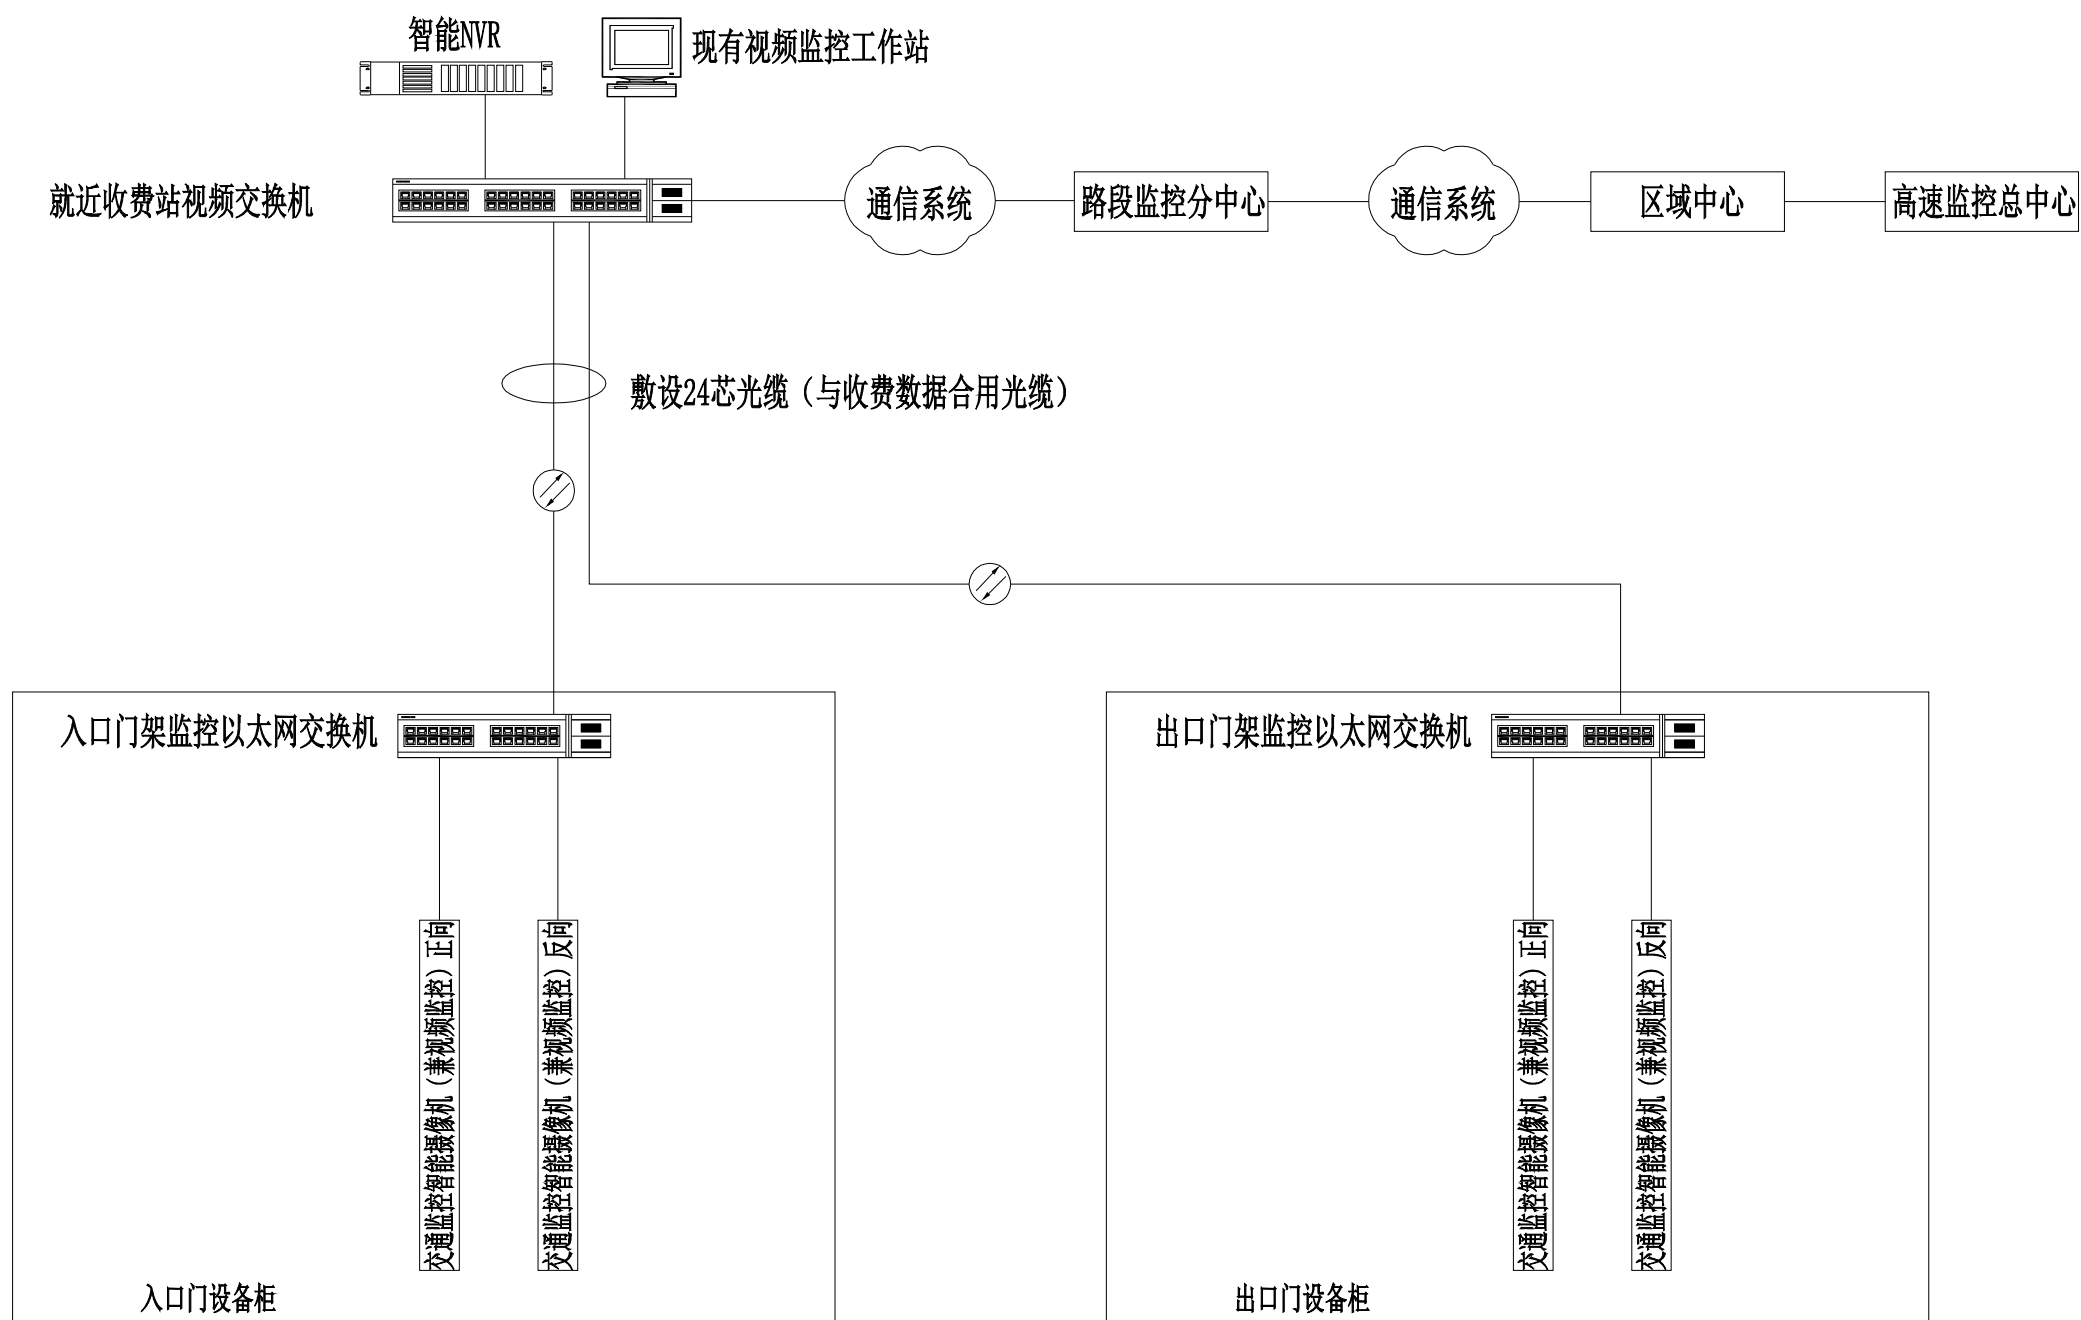 智能NVR
现有视频监控工作站
就近收费站视频交换机
通信系统
路段监控分中心
通信系统
区域中心
高速监控总中心
敷设24芯光缆（与收费数据合用光缆）
入口门架监控以太网交换机
出口门架监控以太网交换机
交通监控智能摄像机（兼视频监控）正向
交通监控智能摄像机（兼视频监控）反向
交通监控智能摄像机（兼视频监控）正向
交通监控智能摄像机（兼视频监控）反向
入口门设备柜
出口门设备柜